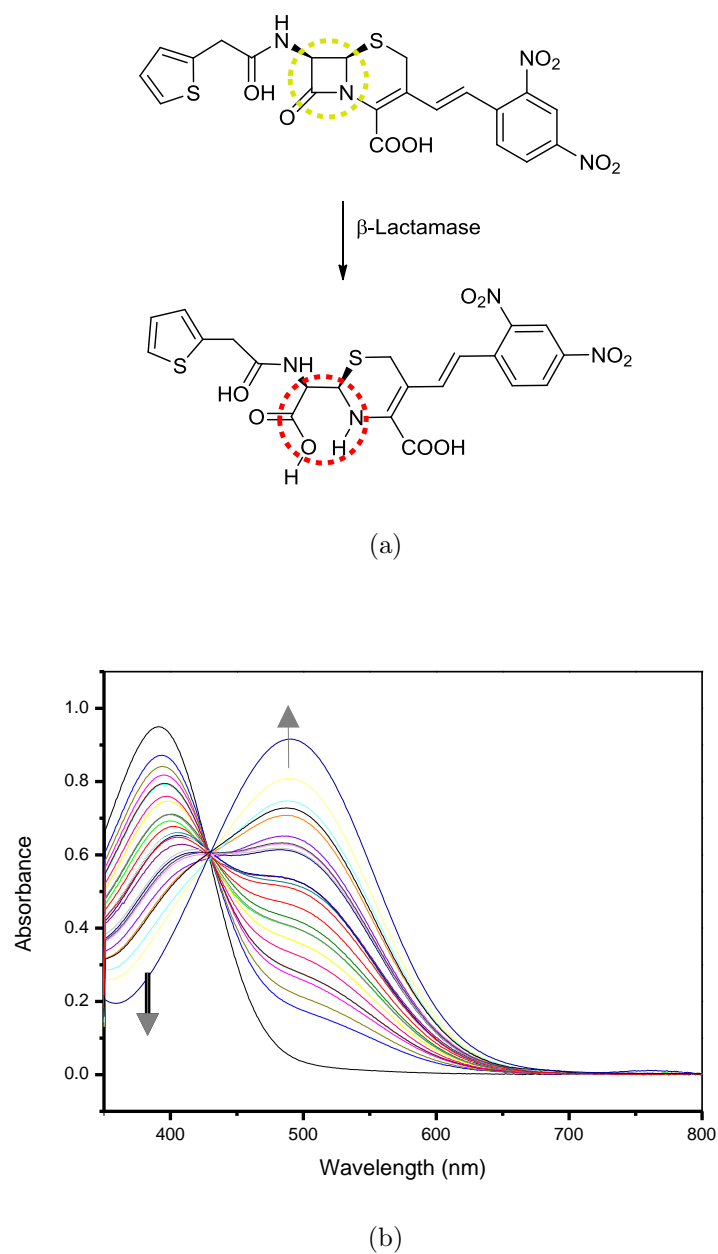 H
N
S
NO2
S
OH
O
N
COOH
NO2
β-Lactamase
O2N
S
NH
NO2
S
HO
O
N
H
O
COOH
H
(a)
1.0
0.8
0.6
0.4
0.2
0.0
Absorbance
400 500 600 700 800
Wavelength (nm)
(b)